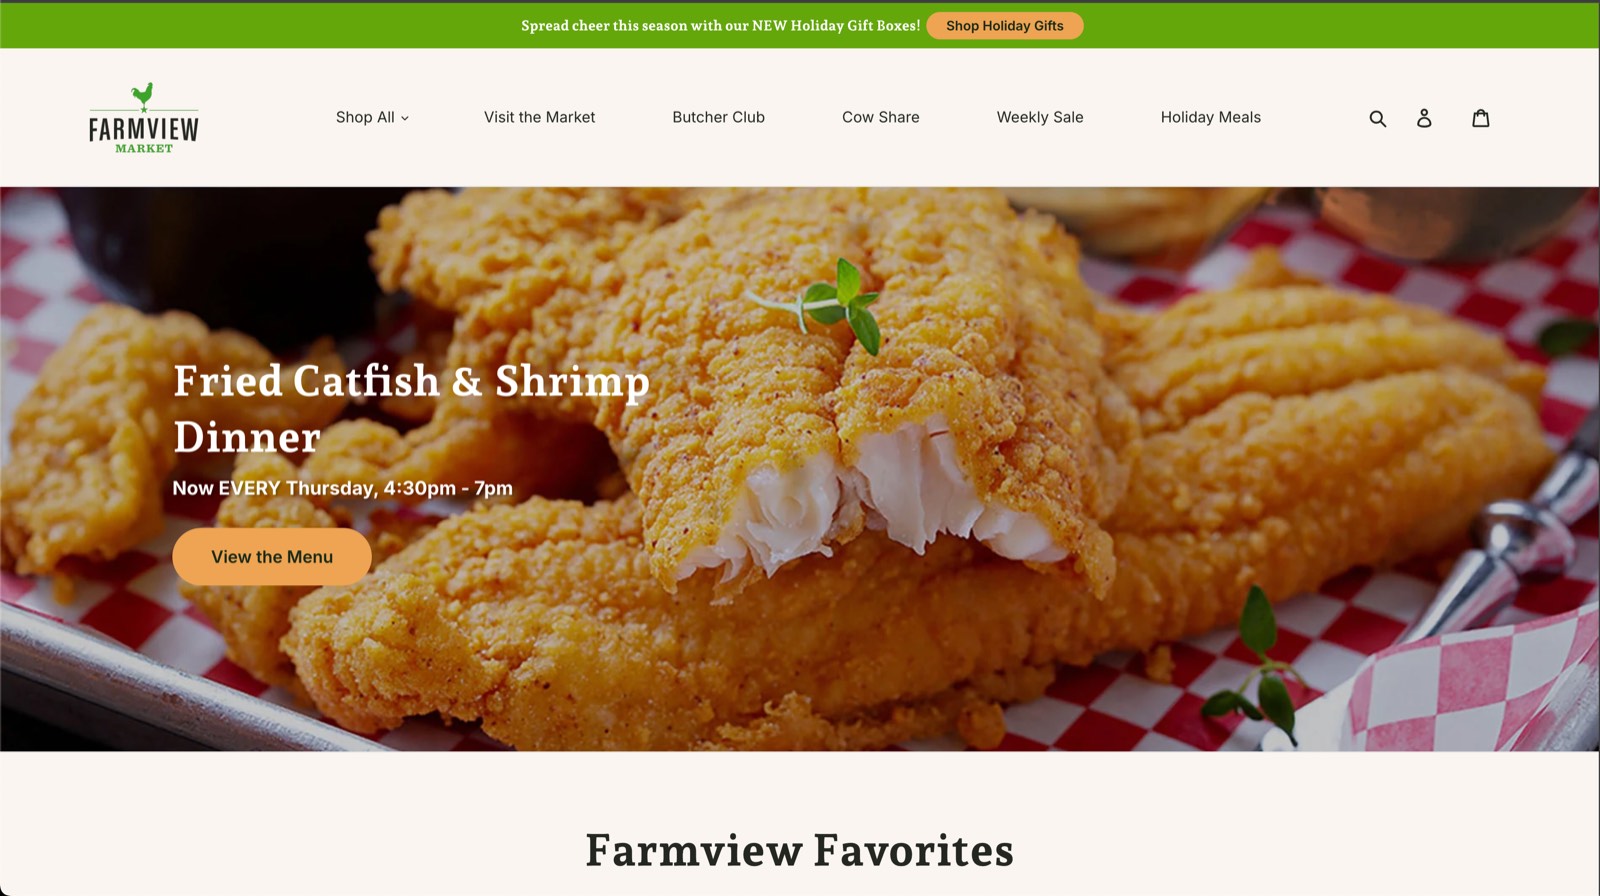 Spread cheer this season with our NEW Holiday Gift Boxes! Shop Holiday Gifts
FARMVIEW
MARKET
Shop All Visit the Market Butcher Club Cow Share Weekly Sale Holiday Meals
Fried Catfish & Shrimp
Dinner
Now EVERY Thursday, 4:30pm - 7pm
View the Menu
Farmview Favorites